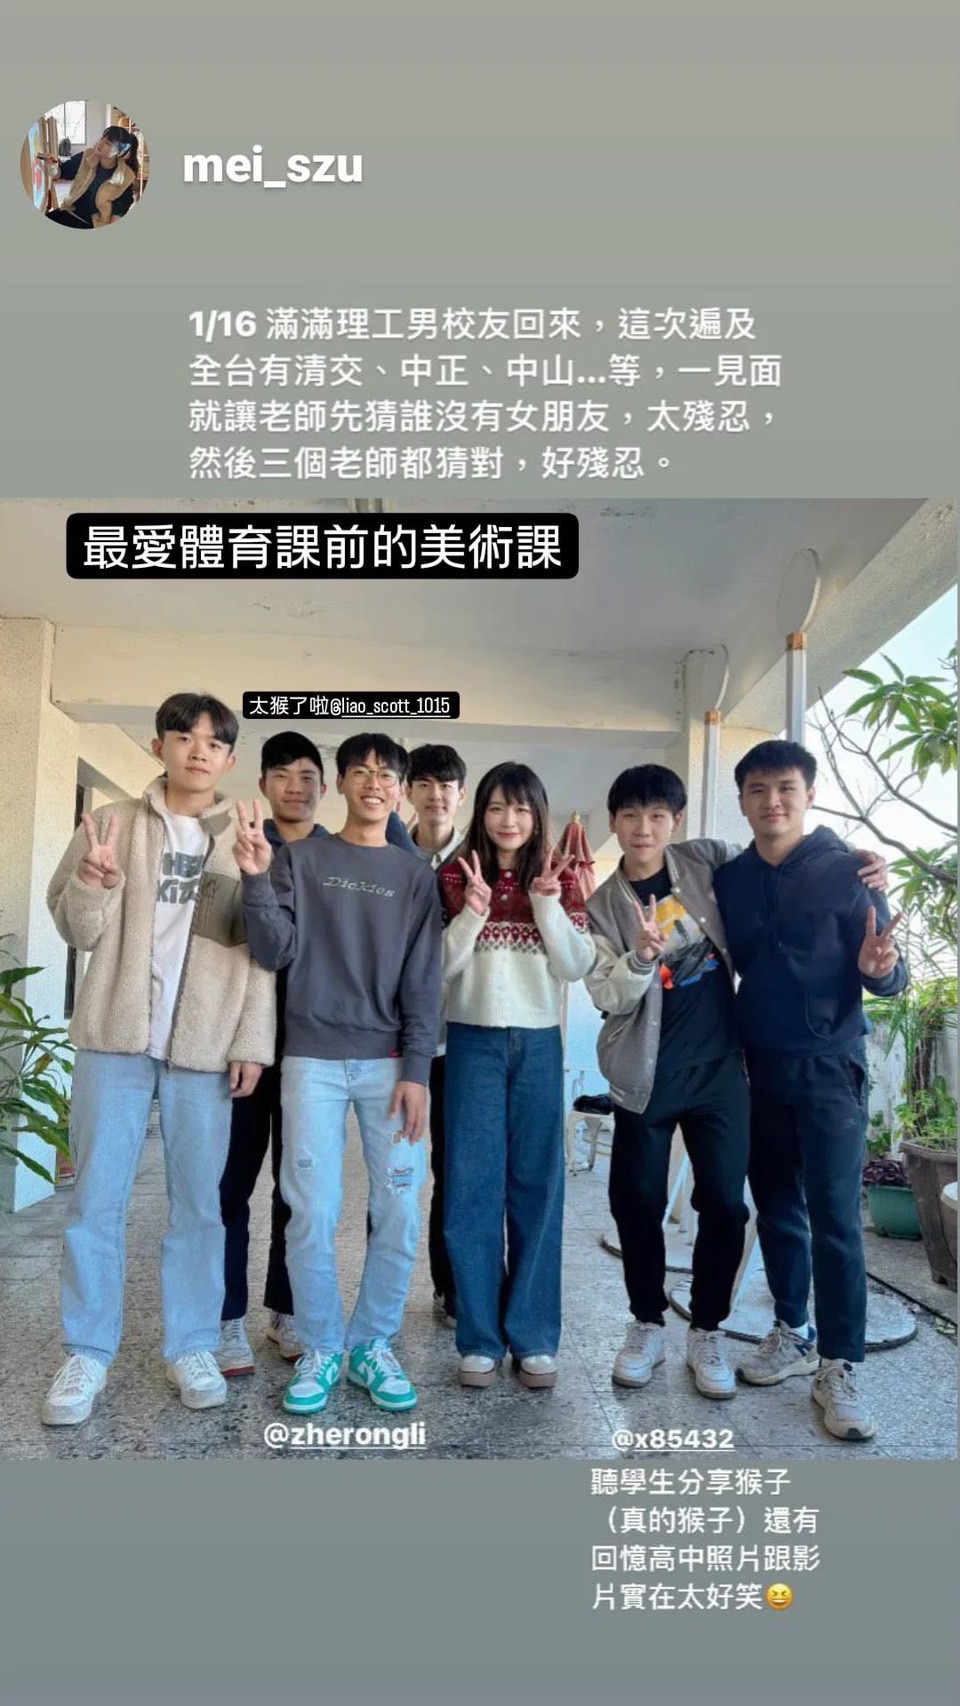 mei_szu
1/16 滿滿理工男校友回來，這次遍及
全台有清交、中正、中山...等，一見面
就讓老師先猜誰沒有女朋友，太殘忍，
然後三個老師都猜對，好殘忍。
最愛體育課前的美術課
太猴了啦@liao_scott_1015
Dickies
@zherongli
@x85432
聽學生分享猴子
（真的猴子）還有
回憶高中照片跟影
片實在太好笑😆